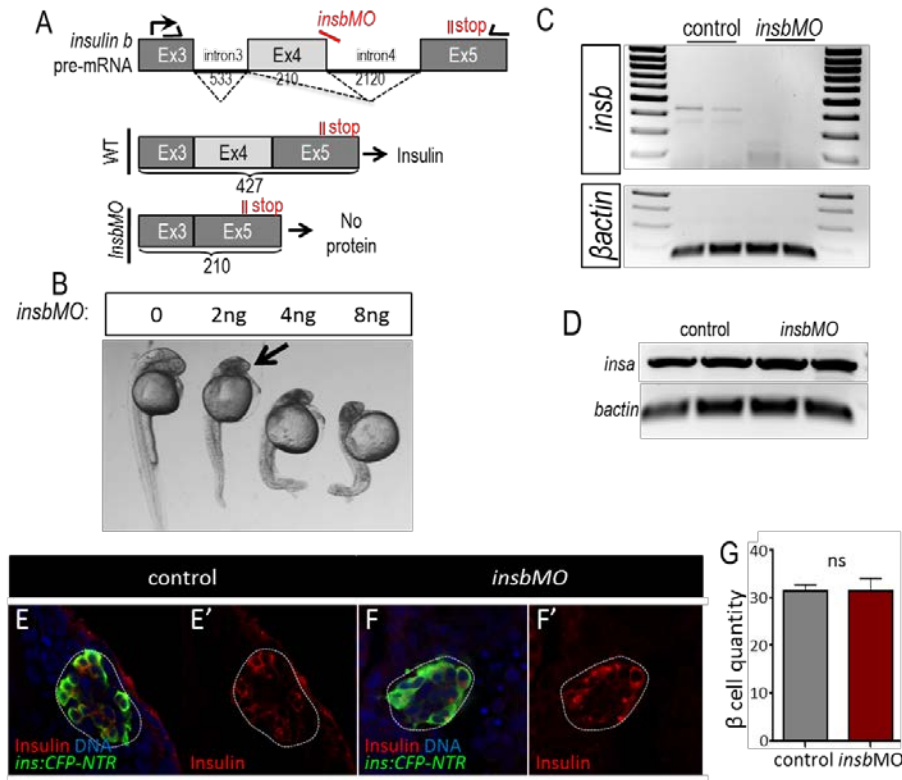 A
insbMO
insulin b
pre-mRNA
Ex3
intron3
533
Ex4
210
intron4
2120
stop
Ex5
WT
Ex3
Ex4
stop
Ex5
Insulin
427
InsbMO
Ex3
stop
Ex5
No
protein
210
B
insbMO:
0 2ng 4ng 8ng
C
control insbMO
insb
βactin
D
control insbMO
insa
bactin
control insbMO
E
Insulin DNA
ins:CFP-NTR
E'
Insulin
F
Insulin DNA
ins:CFP-NTR
F'
Insulin
G
β cell quantity
40
30
20
10
0
ns
control insbMO